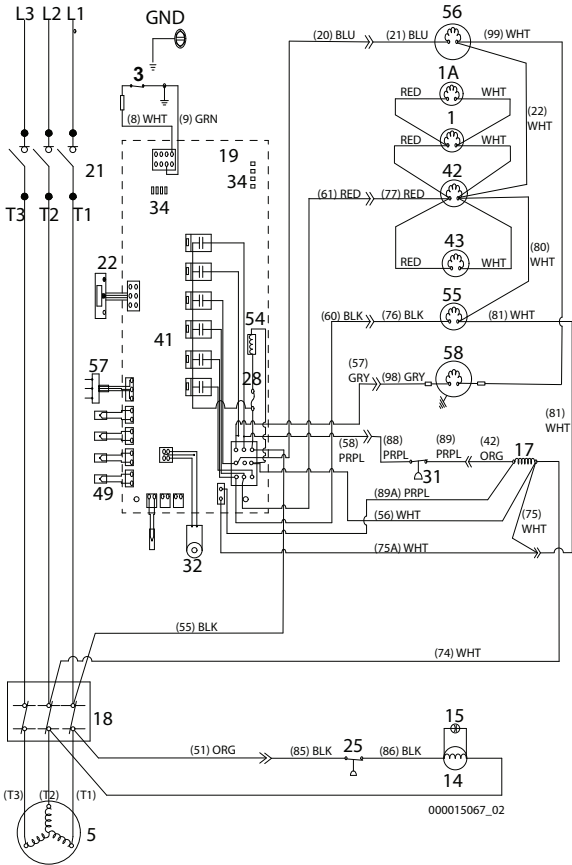 L3 L2 L1 GND 56
(20) BLU (21) BLU (99) WHT
3 1A
RED WHT
(22)
WHT
(8) WHT (9) GRN 1
19 RED WHT
21 34 42
34 (61) RED (77) RED
T3 T2 T1
43 (80)
WHT
22 RED WHT
54 55
(60) BLK (76) BLK (81) WHT
41
(57)
GRY (98) GRY 58
57 28
(81)
WHT
(58)
PRPL
(88)
PRPL
(89)
PRPL
(42)
ORG
17
31
49 (89A) PRPL
(56) WHT (75)
WHT
32 (75A) WHT
(55) BLK
(74) WHT
18 15
(51) ORG (85) BLK 25 (86) BLK
14
(T3) (T2) (T1)
000015067_02
5